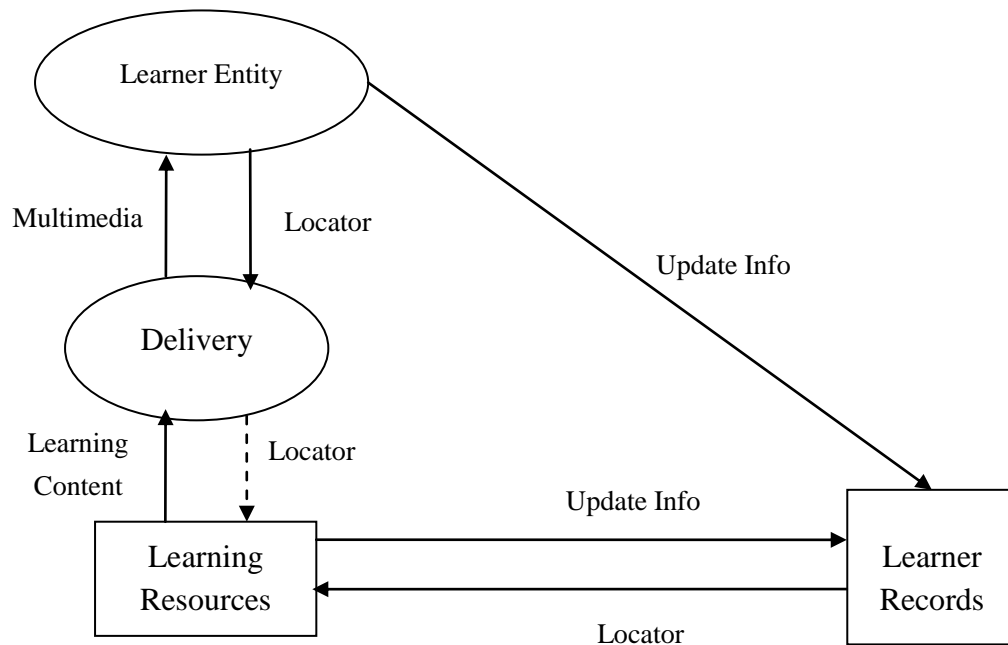 Learner Entity
Multimedia
Locator
Update Info
Delivery
Learning
Content
Locator
Update Info
Learning
Resources
Learner
Records
Locator